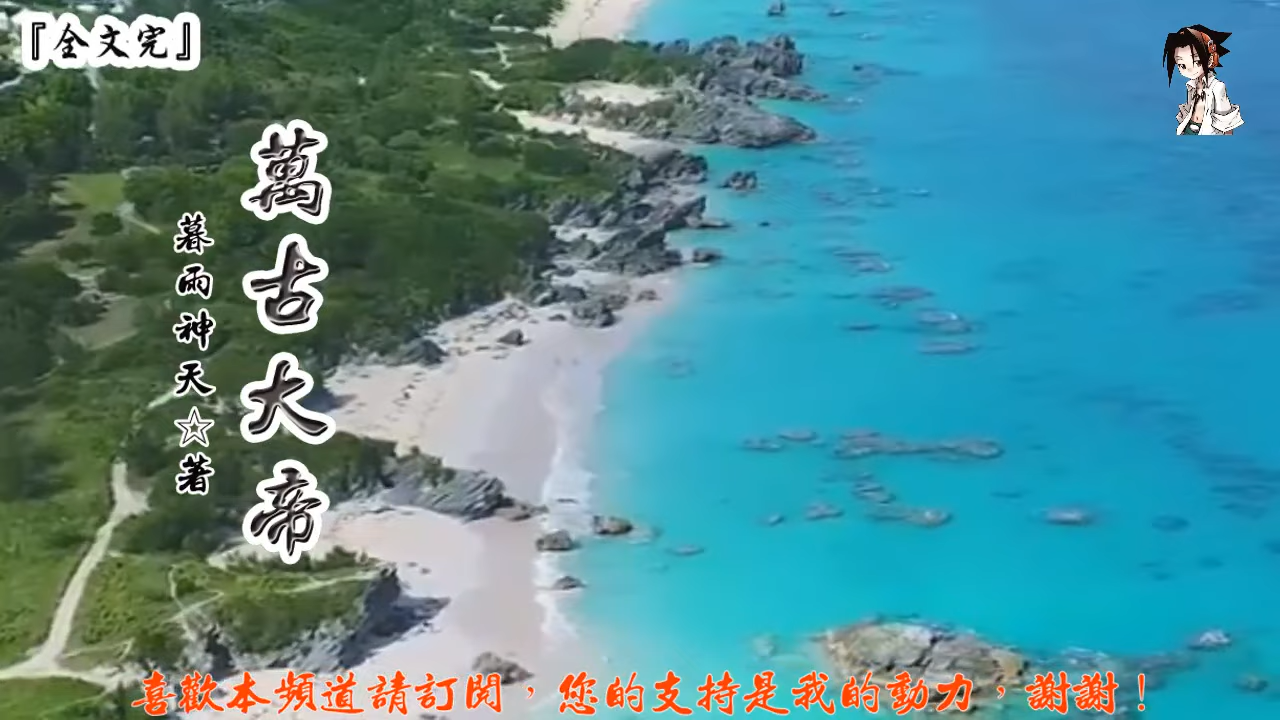 『全文完』
萬古大帝
暮雨神天☆著
喜歡本頻道請訂閱，您的支持是我的動力，謝謝！